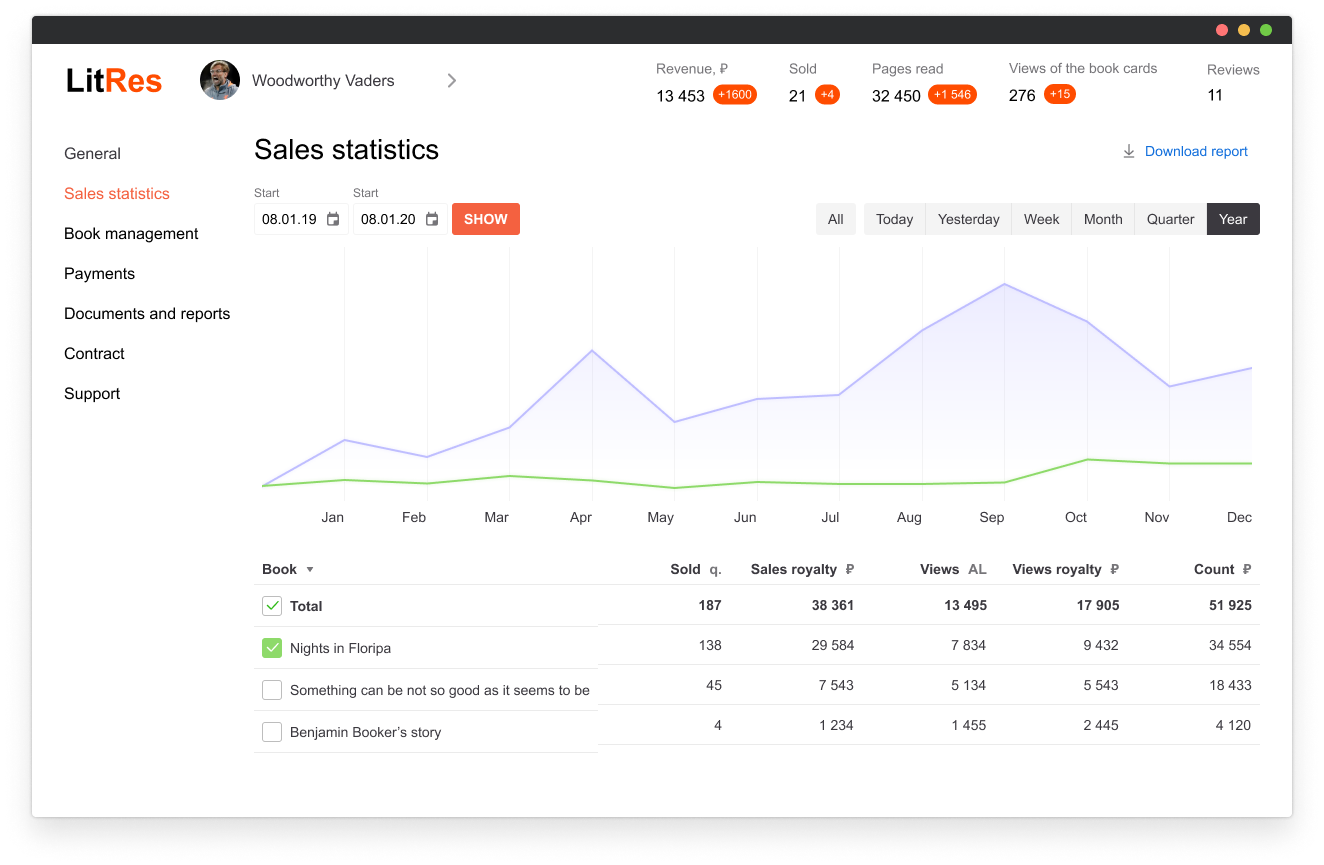 LitRes
Woodworthy Vaders
Revenue, ₽ Sold Pages read Views of the book cards Reviews
13 453 +1600 21 +4 32 450 +1 546 276 +15 11
General
Sales statistics
Book management
Payments
Documents and reports
Contract
Support
Sales statistics
Download report
Start Start
08.01.19 08.01.20 SHOW
All Today Yesterday Week Month Quarter Year
Jan Feb Mar Apr May Jun Jul Aug Sep Oct Nov Dec
Book Sold q. Sales royalty ₽ Views AL Views royalty ₽ Count ₽
Total 187 38 361 13 495 17 905 51 925
Nights in Floripa 138 29 584 7 834 9 432 34 554
Something can be not so good as it seems to be 45 7 543 5 134 5 543 18 433
Benjamin Booker’s story 4 1 234 1 455 2 445 4 120